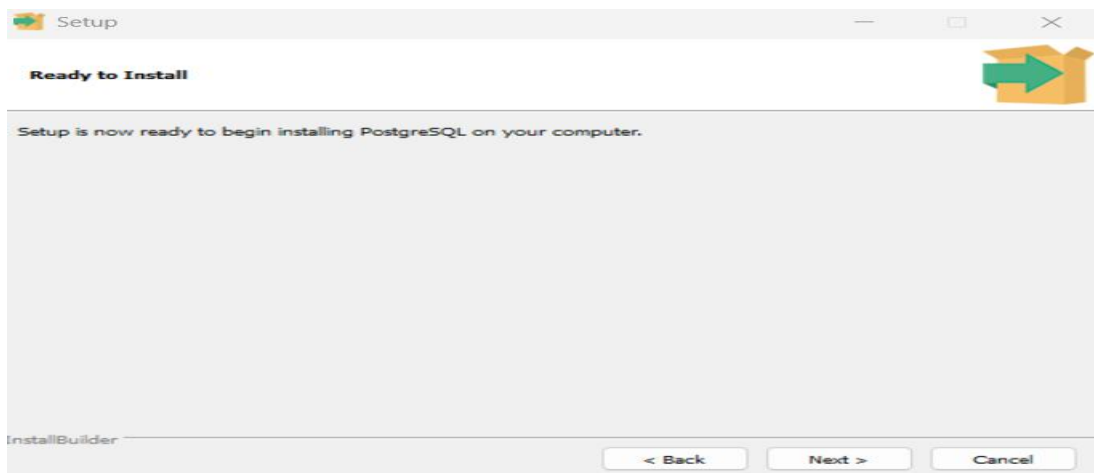 Setup
Ready to Install
Setup is now ready to begin installing PostgreSQL on your computer.
InstallBuilder
< Back Next > Cancel